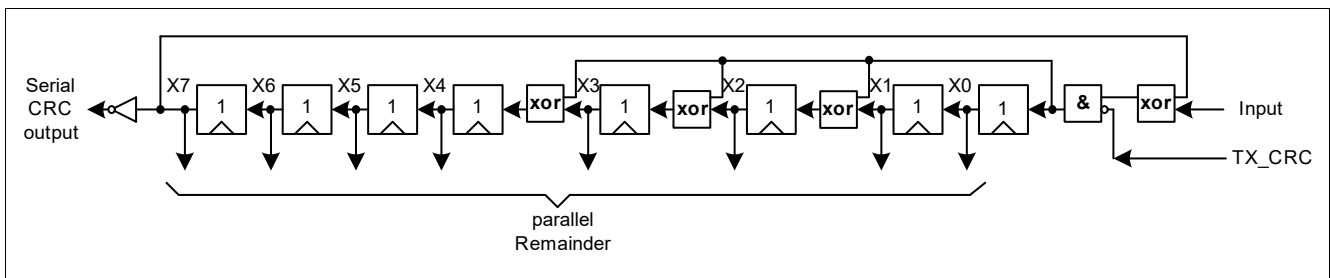 Serial
CRC
output
X7
1
X6
1
X5
1
X4
1
xor
X3
1
xor
X2
1
xor
X1
1
X0
1
&
xor
Input
TX_CRC
parallel
Remainder